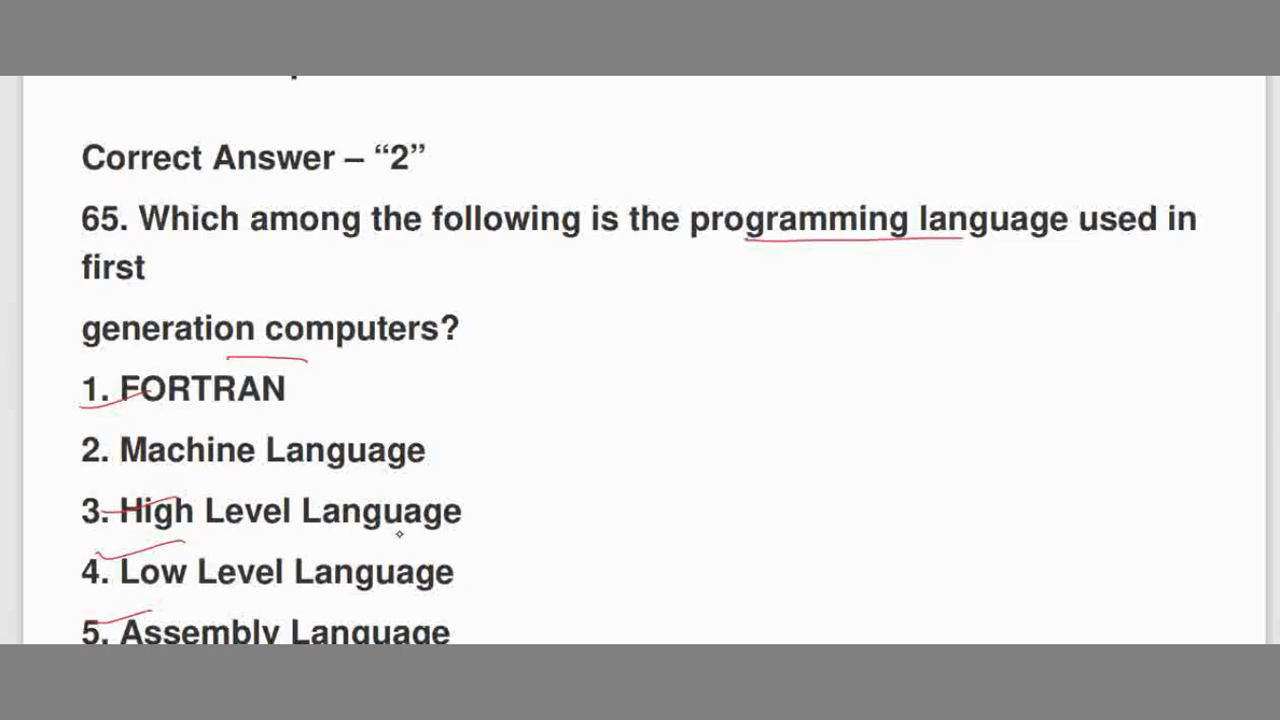 Correct Answer – “2”
65. Which among the following is the programming language used in
first
generation computers?
1. FORTRAN
2. Machine Language
3. High Level Language
4. Low Level Language
5. Assembly Language